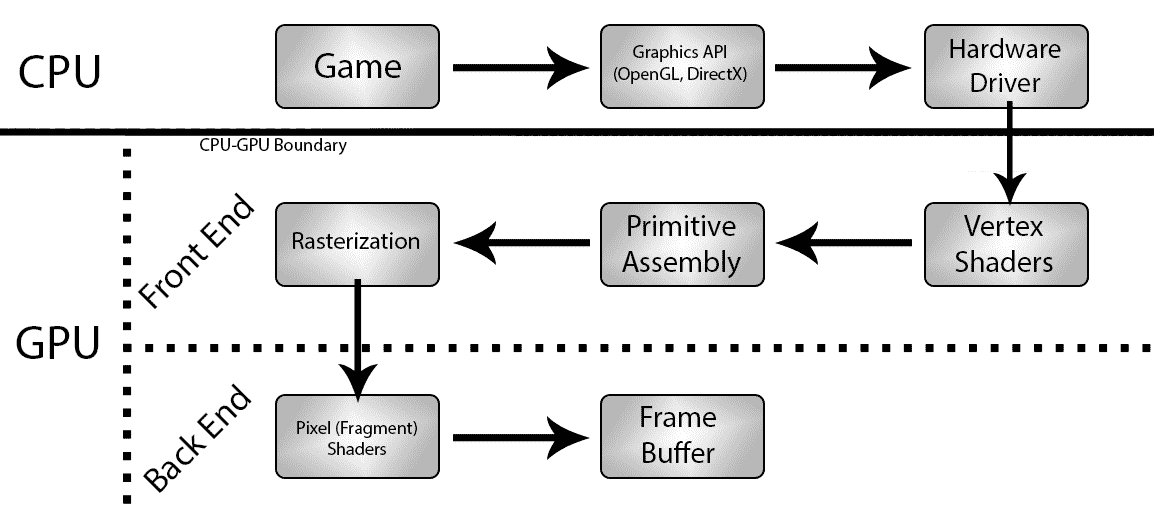 CPU
Game
Graphics API
(OpenGL, DirectX)
Hardware
Driver
CPU-GPU Boundary
GPU
Front End
Rasterization
Primitive
Assembly
Vertex
Shaders
Back End
Pixel (Fragment)
Shaders
Frame
Buffer